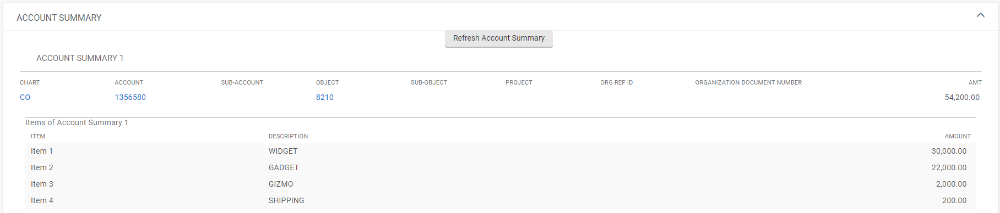 ACCOUNT SUMMARY
Refresh Account Summary
ACCOUNT SUMMARY 1
CHART ACCOUNT SUB-ACCOUNT OBJECT SUB-OBJECT PROJECT ORG REF ID ORGANIZATION DOCUMENT NUMBER AMT
CO 1356580 8210 54,200.00
Items of Account Summary 1
ITEM DESCRIPTION AMOUNT
Item 1 WIDGET 30,000.00
Item 2 GADGET 22,000.00
Item 3 GIZMO 2,000.00
Item 4 SHIPPING 200.00